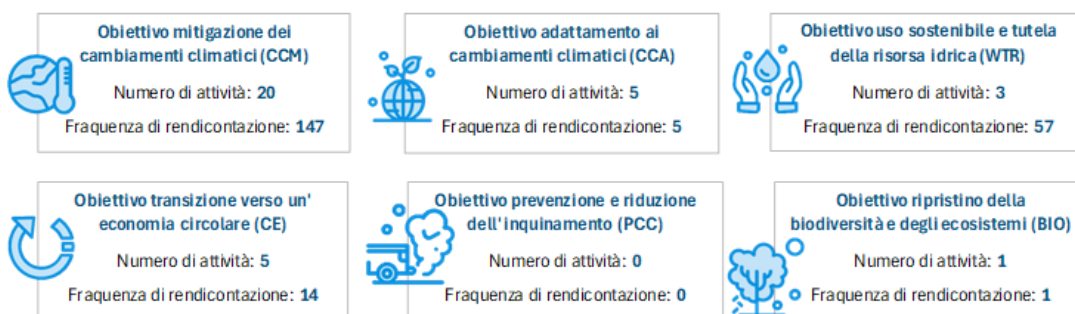 Obiettivo mitigazione dei
cambiamenti climatici (CCM)
Numero di attività: 20
Fraquenza di rendicontazione: 147
Obiettivo adattamento ai
cambiamenti climatici (CCA)
Numero di attività: 5
Fraquenza di rendicontazione: 5
Obiettivo uso sostenibile e tutela
della risorsa idrica (WTR)
Numero di attività: 3
Fraquenza di rendicontazione: 57
Obiettivo transizione verso un'
economia circolare (CE)
Numero di attività: 5
Fraquenza di rendicontazione: 14
Obiettivo prevenzione e riduzione
dell'inquinamento (PCC)
Numero di attività: 0
Fraquenza di rendicontazione: 0
Obiettivo ripristino della
biodiversità e degli ecosistemi (BIO)
Numero di attività: 1
Fraquenza di rendicontazione: 1